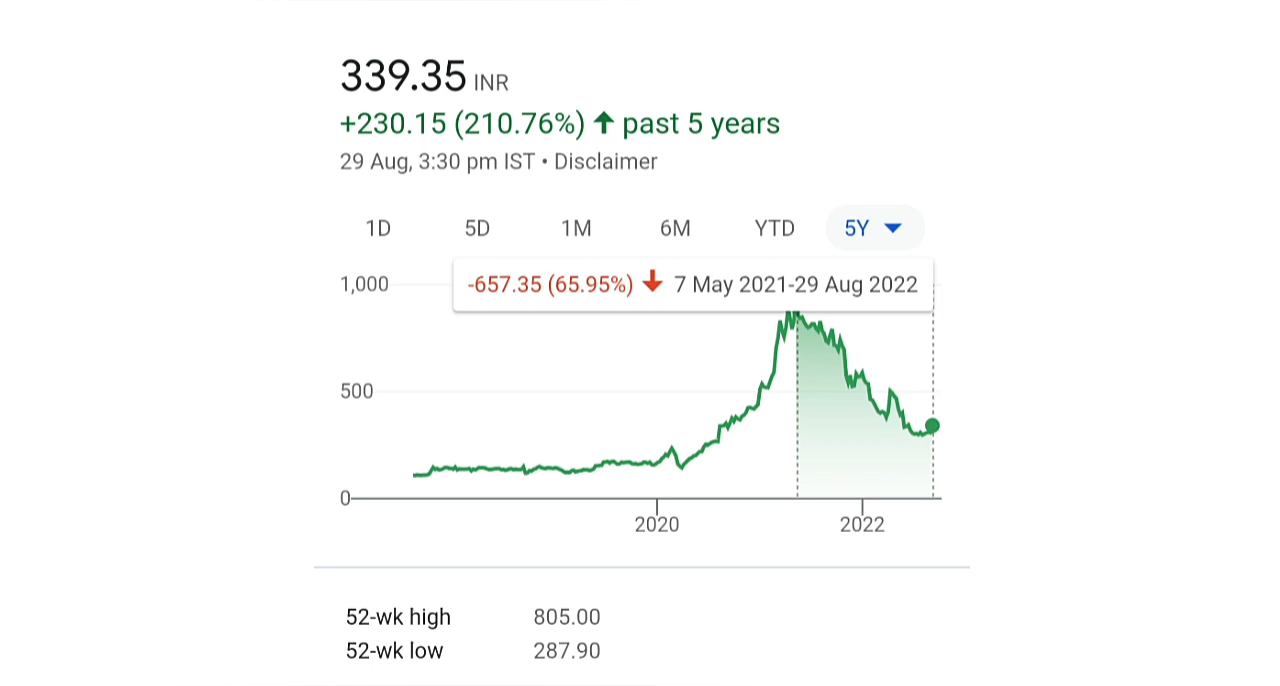 339.35 INR
+230.15 (210.76%) ↑ past 5 years
29 Aug, 3:30 pm IST • Disclaimer
1D 5D 1M 6M YTD 5Y
1,000
-657.35 (65.95%) ↓ 7 May 2021-29 Aug 2022
500
0
2020 2022
52-wk high 805.00
52-wk low 287.90